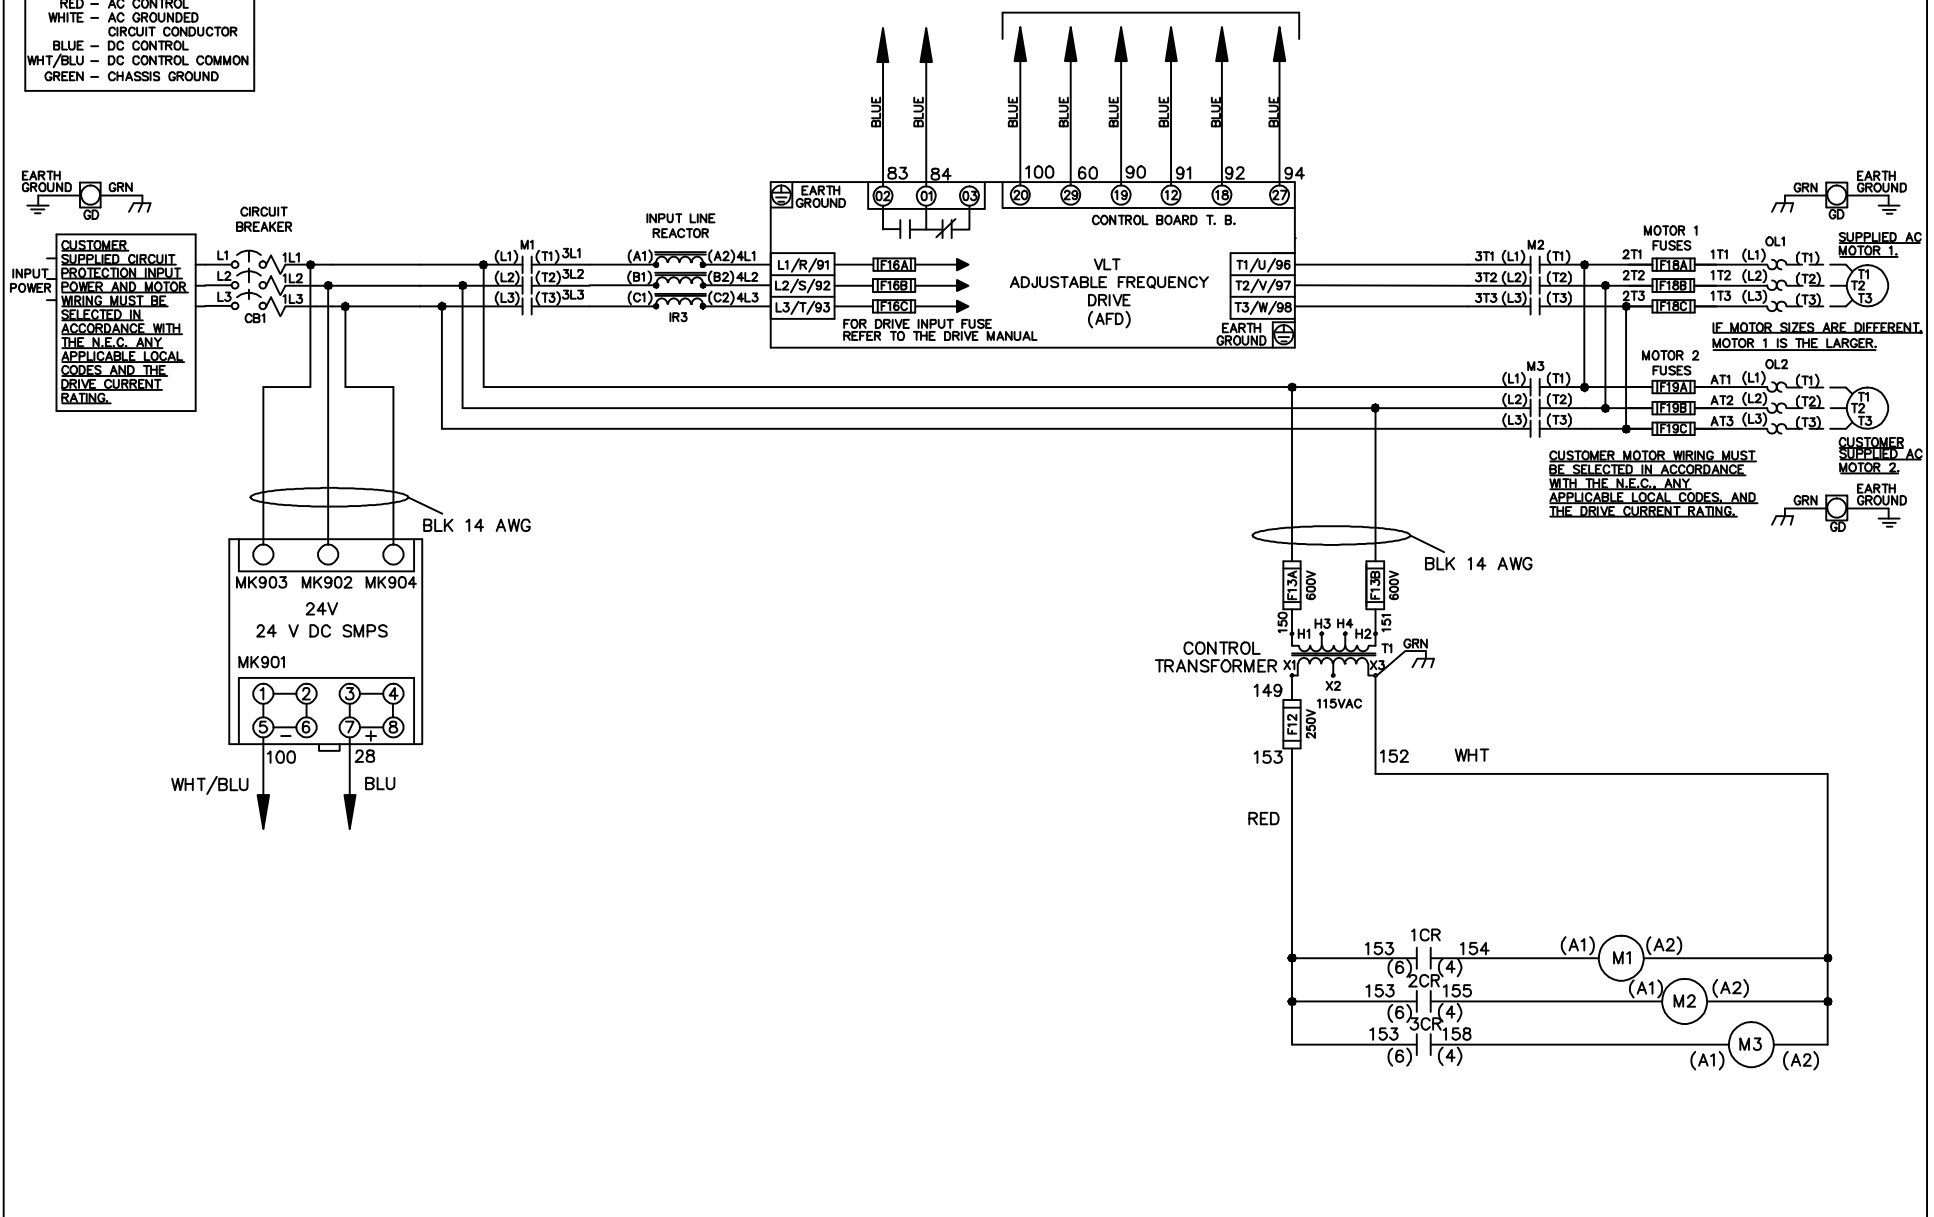 RED – AC CONTROL
WHITE – AC GROUNDED
CIRCUIT CONDUCTOR
BLUE – DC CONTROL
WHT/BLU – DC CONTROL COMMON
GREEN – CHASSIS GROUND
BLUE
BLUE
BLUE
BLUE
BLUE
BLUE
BLUE
BLUE
83 84
100 60 90 91 92 94
EARTH
GROUND
GRN
GD
CIRCUIT
BREAKER
INPUT LINE
REACTOR
EARTH
GROUND
02 01 03
20 29 19 12 18 27
CONTROL BOARD T. B.
GRN
EARTH
GROUND
GD
INPUT
POWER
CUSTOMER
SUPPLIED CIRCUIT
PROTECTION INPUT
POWER AND MOTOR
WIRING MUST BE
SELECTED IN
ACCORDANCE WITH
THE N.E.C. ANY
APPLICABLE LOCAL
CODES AND THE
DRIVE CURRENT
RATING.
L1 1L1
L2 1L2
L3 1L3
CB1
M1
(L1) (T1) 3L1
(L2) (T2) 3L2
(L3) (T3) 3L3
(A1) (A2) 4L1
(B1) (B2) 4L2
(C1) (C2) 4L3
IR3
L1/R/91 F16A
L2/S/92 F16B
L3/T/93 F16C
FOR DRIVE INPUT FUSE
REFER TO THE DRIVE MANUAL
VLT
ADJUSTABLE FREQUENCY
DRIVE
(AFD)
T1/U/96
T2/V/97
T3/W/98
EARTH
GROUND
M2
3T1 (L1) (T1)
3T2 (L2) (T2)
3T3 (L3) (T3)
MOTOR 1
FUSES
2T1 F18A 1T1 (L1) (T1)
2T2 F18B 1T2 (L2) (T2)
2T3 F18C 1T3 (L3) (T3)
OL1
SUPPLIED AC
MOTOR 1.
T1
T2
T3
IF MOTOR SIZES ARE DIFFERENT,
MOTOR 1 IS THE LARGER.
M3
(L1) (T1)
(L2) (T2)
(L3) (T3)
MOTOR 2
FUSES
OL2
F19A AT1 (L1) (T1)
F19B AT2 (L2) (T2)
F19C AT3 (L3) (T3)
T1
T2
T3
CUSTOMER
SUPPLIED AC
MOTOR 2.
CUSTOMER MOTOR WIRING MUST
BE SELECTED IN ACCORDANCE
WITH THE N.E.C., ANY
APPLICABLE LOCAL CODES, AND
THE DRIVE CURRENT RATING.
GRN
EARTH
GROUND
GD
BLK 14 AWG
MK903 MK902 MK904
24V
24 V DC SMPS
MK901
1 2 3 4
5 6 7 8
– +
100 28
WHT/BLU BLU
BLK 14 AWG
F13A 600V
F13B 600V
150 151
H1 H3 H4 H2
T1
GRN
CONTROL
TRANSFORMER
X1 X3
X2
149
115VAC
F12 250V
153 152
WHT
RED
1CR
153 154
(6) (4)
(A1) M1 (A2)
2CR
153 155
(6) (4)
(A1) M2 (A2)
3CR
153 158
(6) (4)
(A1) M3 (A2)